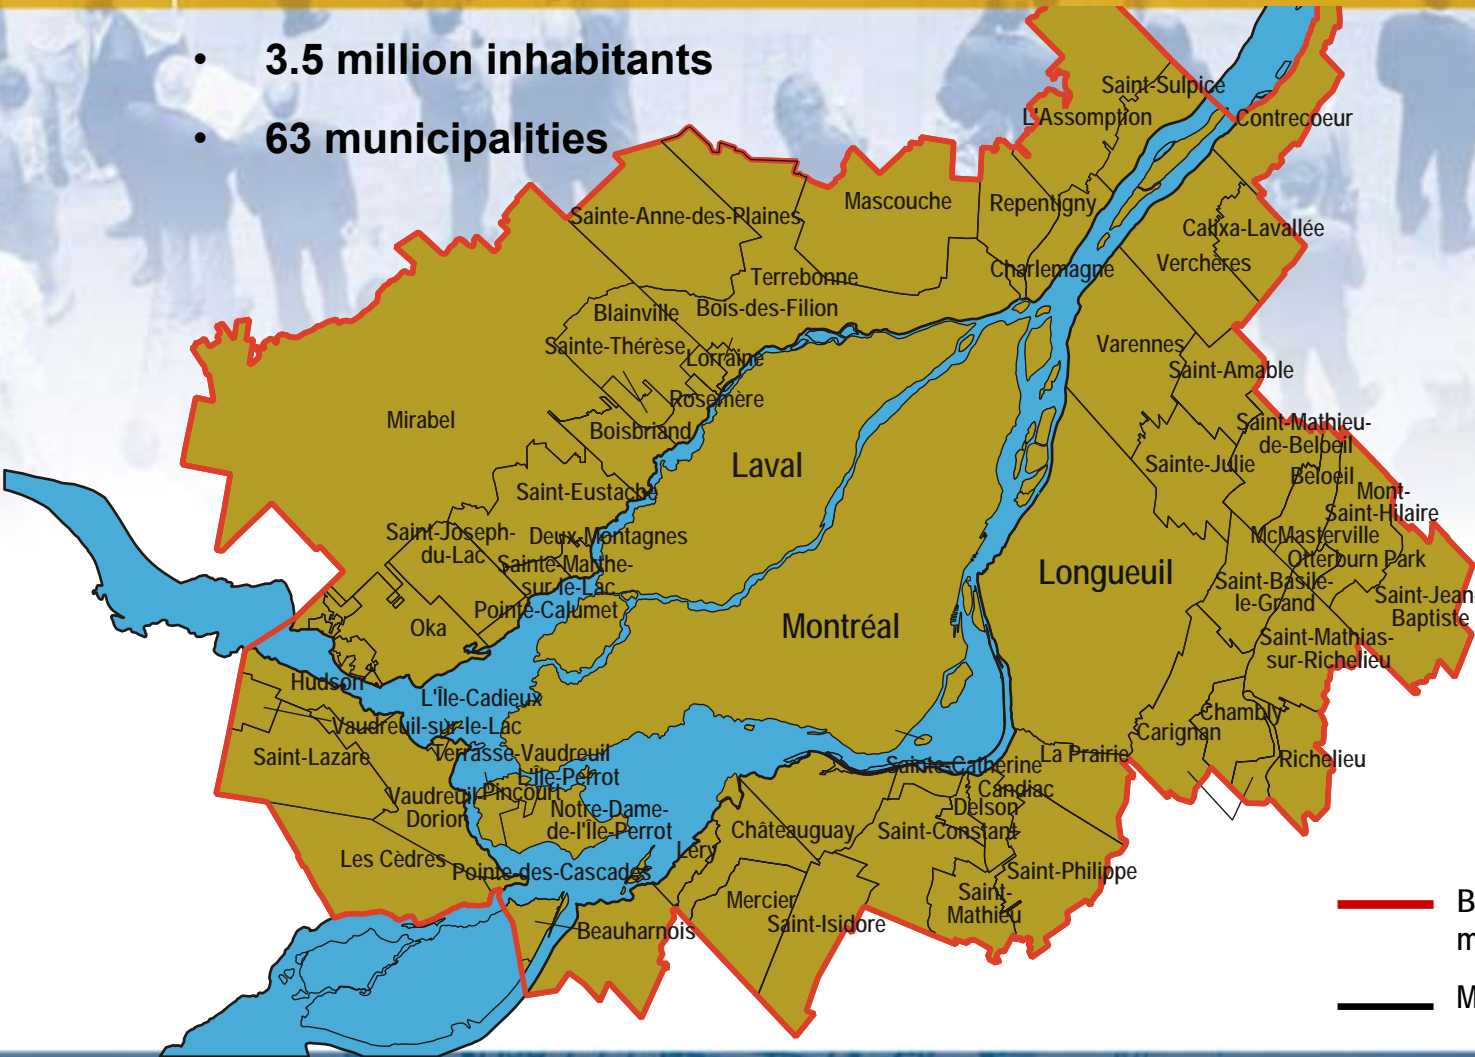 • 3.5 million inhabitants
• 63 municipalities
Saint-Sulpice
L'Assomption
Contrecoeur
Mascouche
Repentigny
Sainte-Anne-des-Plaines
Calixa-Lavallée
Verchères
Charlemagne
Terrebonne
Bois-des-Filion
Blainville
Sainte-Thérèse
Lorraine
Varennes
Saint-Amable
Rosemère
Mirabel
Boisbriand
Saint-Mathieu-
de-Beloeil
Laval
Sainte-Julie
Beloeil
Saint-Eustache
Mont-
Saint-Hilaire
Saint-Joseph-
du-Lac
Deux-Montagnes
McMasterville
Otterburn Park
Sainte-Marthe-
sur-le-Lac
Longueuil
Saint-Basile-
le-Grand
Saint-Jean-
Baptiste
Pointe-Calumet
Oka
Montréal
Saint-Mathias-
sur-Richelieu
Hudson
L'Île-Cadieux
Vaudreuil-sur-le-Lac
Chambly
Carignan
Saint-Lazare
Terrasse-Vaudreuil
La Prairie
Richelieu
Sainte-Catherine
L'Île-Perrot
Pincourt
Candiac
Vaudreuil-
Dorion
Notre-Dame-
de-l'Île-Perrot
Delson
Châteauguay
Saint-Constant
Léry
Les Cèdres
Pointe-des-Cascades
Saint-Philippe
Mercier
Saint-
Mathieu
Saint-Isidore
Beauharnois
B
m
M